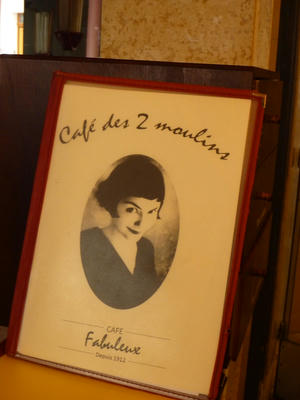 Café des 2 moulins
CAFE
Fabuleux
Depuis 1912